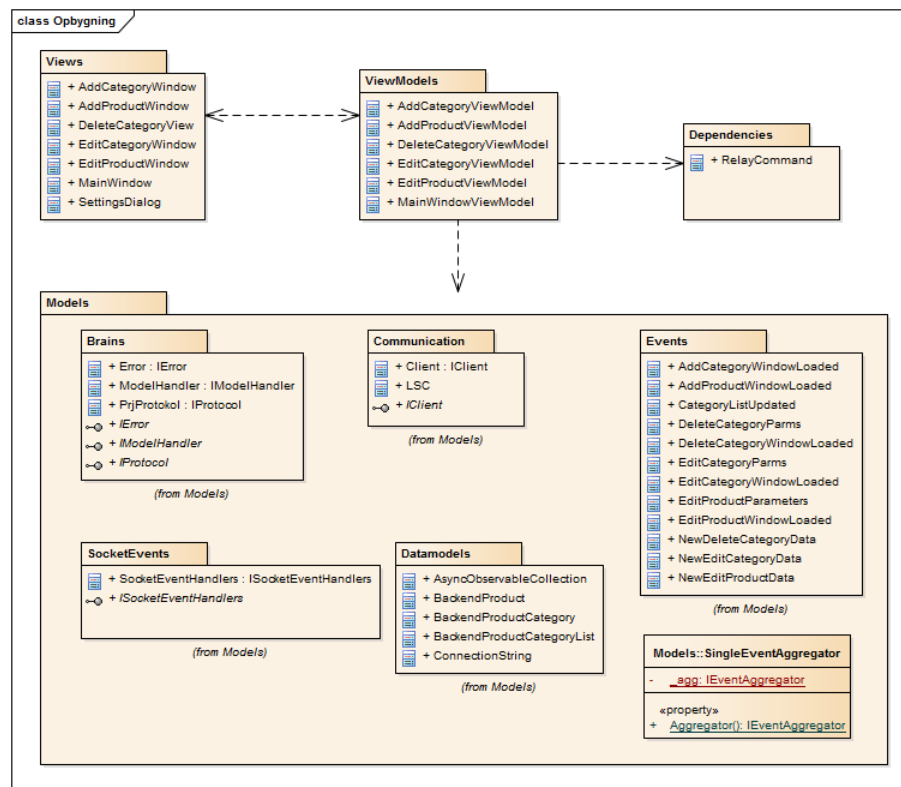 class Opbygning
Views
+ AddCategoryWindow
+ AddProductWindow
+ DeleteCategoryView
+ EditCategoryWindow
+ EditProductWindow
+ MainWindow
+ SettingsDialog
ViewModels
+ AddCategoryViewModel
+ AddProductViewModel
+ DeleteCategoryViewModel
+ EditCategoryViewModel
+ EditProductViewModel
+ MainWindowViewModel
Dependencies
+ RelayCommand
Models
Brains
+ Error : IError
+ ModelHandler : IModelHandler
+ PrjProtokol : IProtocol
+ IError
+ IModelHandler
+ IProtocol
(from Models)
Communication
+ Client : IClient
+ LSC
+ IClient
(from Models)
Events
+ AddCategoryWindowLoaded
+ AddProductWindowLoaded
+ CategoryListUpdated
+ DeleteCategoryParms
+ DeleteCategoryWindowLoaded
+ EditCategoryParms
+ EditCategoryWindowLoaded
+ EditProductParameters
+ EditProductWindowLoaded
+ NewDeleteCategoryData
+ NewEditCategoryData
+ NewEditProductData
(from Models)
SocketEvents
+ SocketEventHandlers : ISocketEventHandlers
+ ISocketEventHandlers
(from Models)
Datamodels
+ AsyncObservableCollection
+ BackendProduct
+ BackendProductCategory
+ BackendProductCategoryList
+ ConnectionString
(from Models)
Models::SingleEventAggregator
- _agg: IEventAggregator
«property»
+ Aggregator(): IEventAggregator